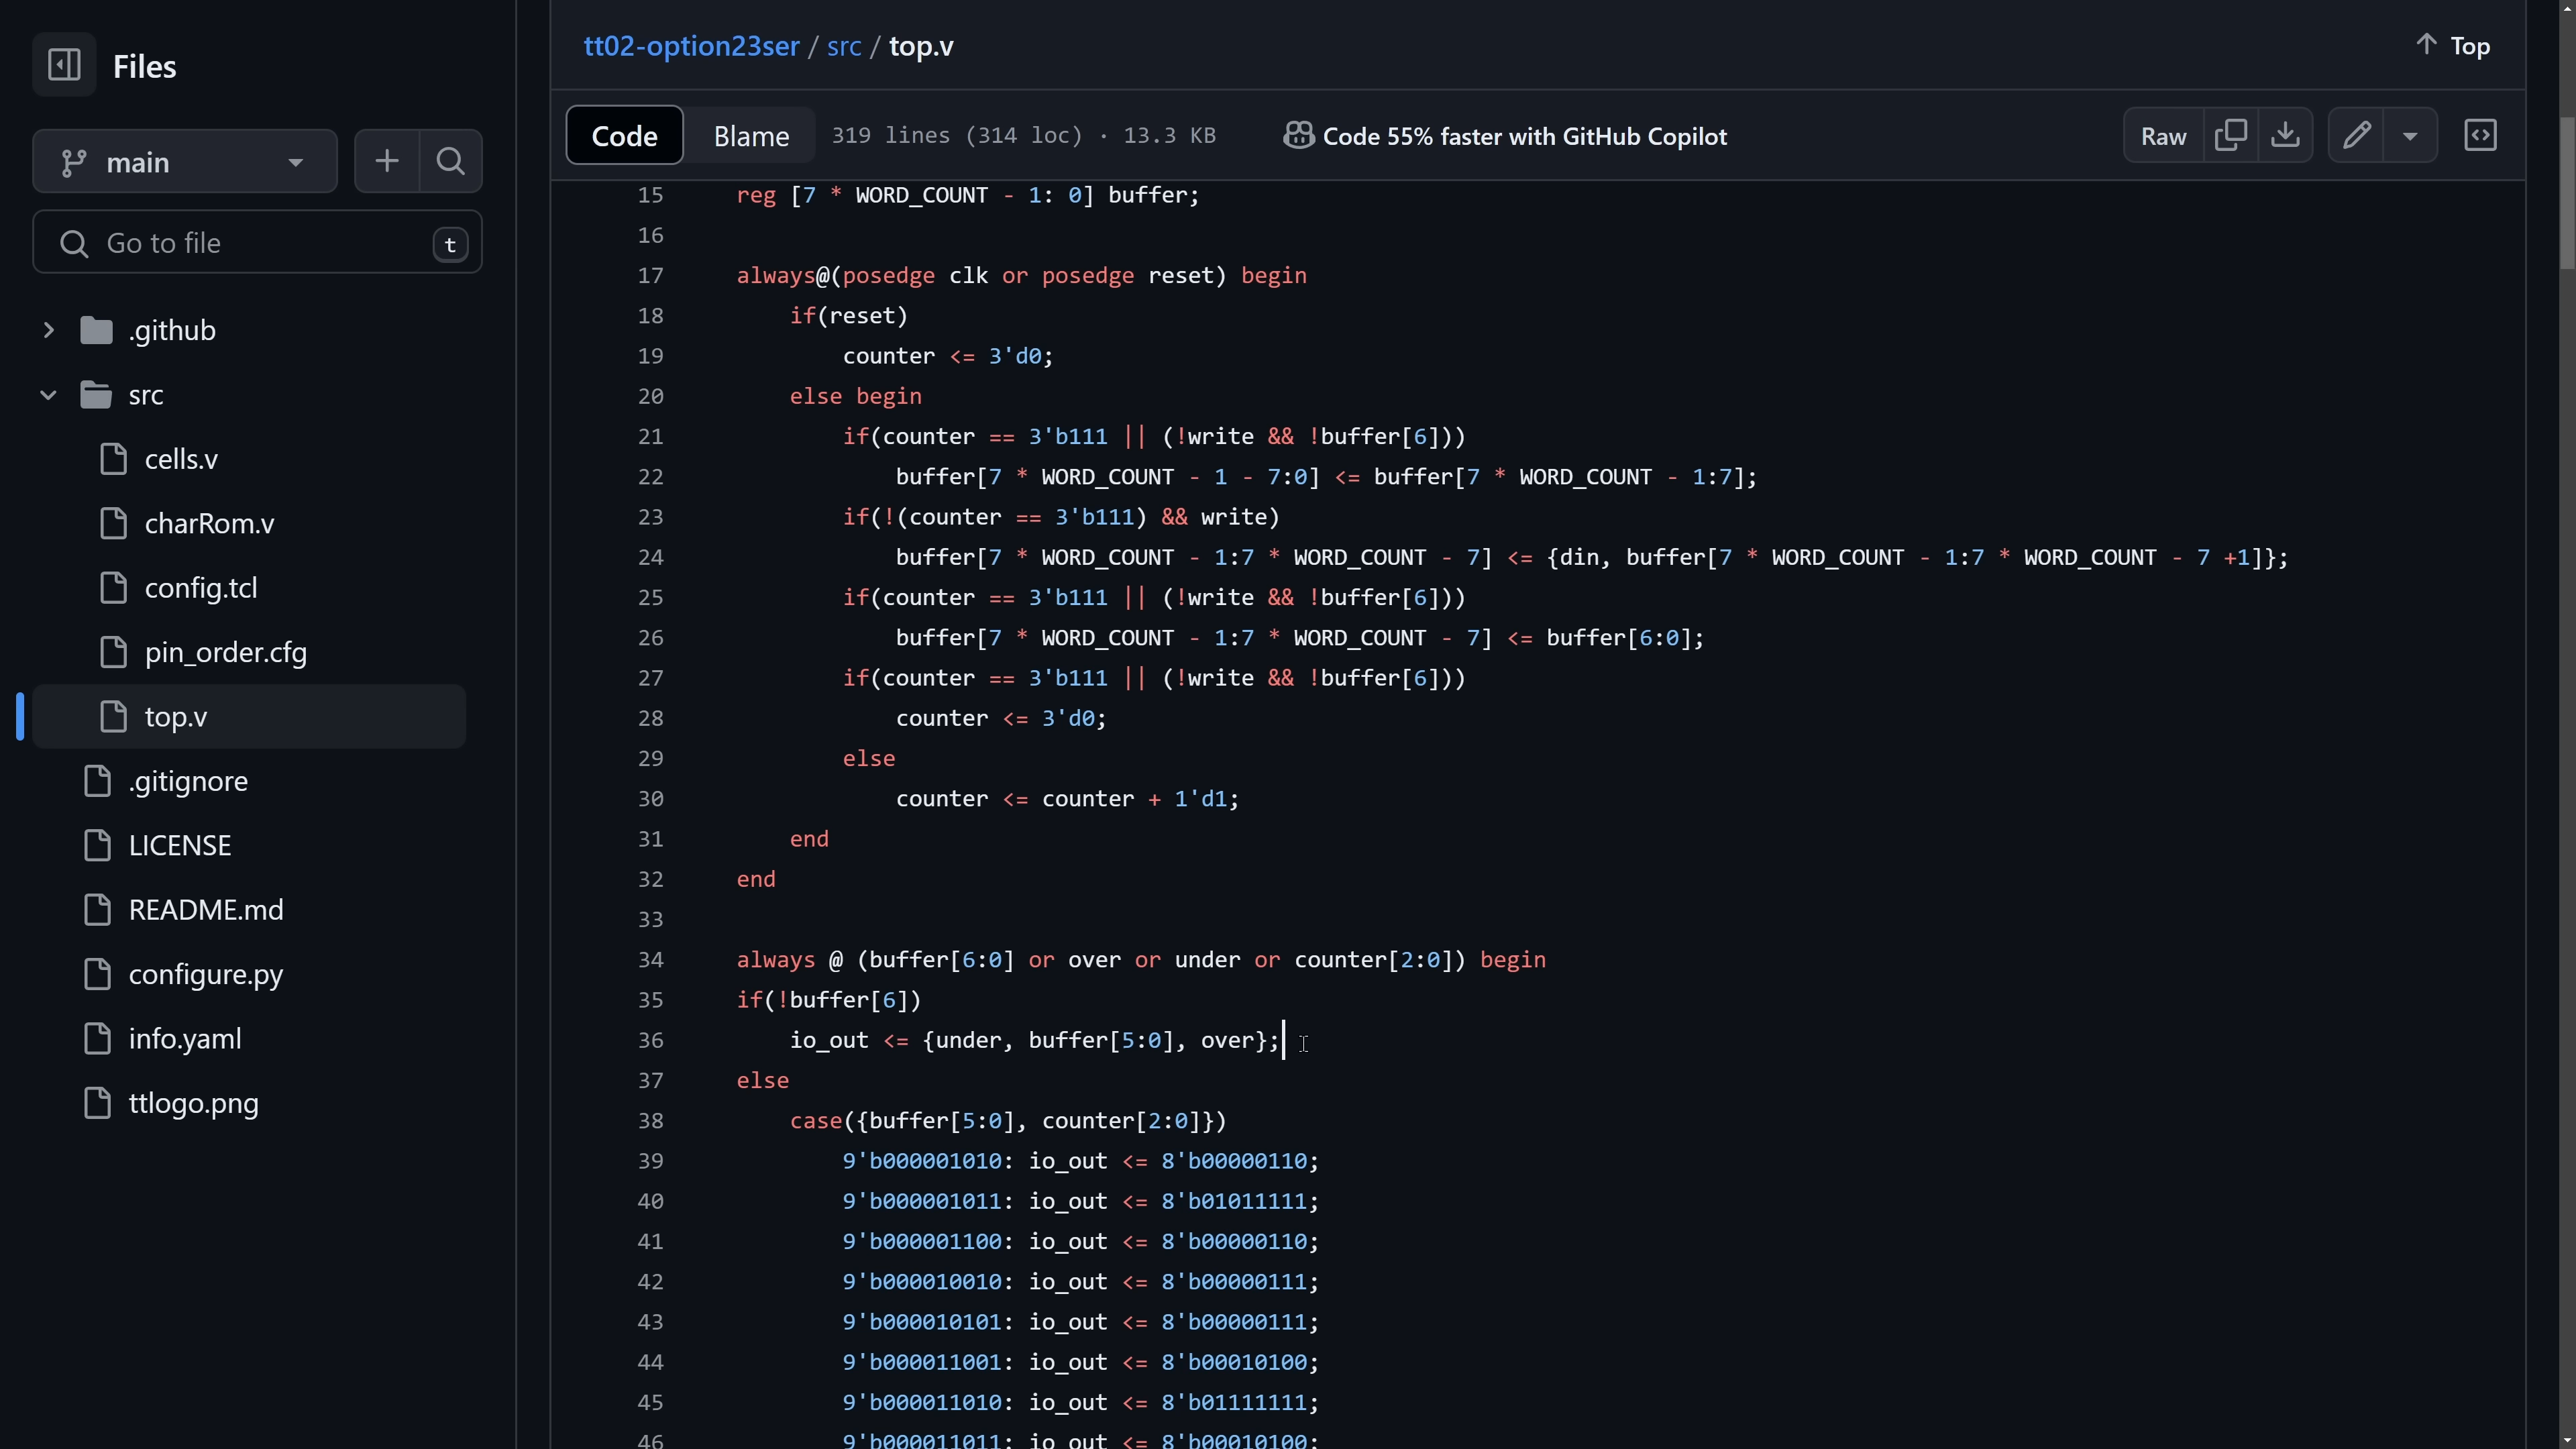 Files
main
Go to file
t
.github
src
cells.v
charRom.v
config.tcl
pin_order.cfg
top.v
.gitignore
LICENSE
README.md
configure.py
info.yaml
ttlogo.png
tt02-option23ser / src / top.v
Top
Code
Blame
319 lines (314 loc) · 13.3 KB
Code 55% faster with GitHub Copilot
Raw
15 reg [7 * WORD_COUNT - 1: 0] buffer;
16
17 always@(posedge clk or posedge reset) begin
18 if(reset)
19 counter <= 3'd0;
20 else begin
21 if(counter == 3'b111 || (!write && !buffer[6]))
22 buffer[7 * WORD_COUNT - 1 - 7:0] <= buffer[7 * WORD_COUNT - 1:7];
23 if(!(counter == 3'b111) && write)
24 buffer[7 * WORD_COUNT - 1:7 * WORD_COUNT - 7] <= {din, buffer[7 * WORD_COUNT - 1:7 * WORD_COUNT - 7 +1]};
25 if(counter == 3'b111 || (!write && !buffer[6]))
26 buffer[7 * WORD_COUNT - 1:7 * WORD_COUNT - 7] <= buffer[6:0];
27 if(counter == 3'b111 || (!write && !buffer[6]))
28 counter <= 3'd0;
29 else
30 counter <= counter + 1'd1;
31 end
32 end
33
34 always @ (buffer[6:0] or over or under or counter[2:0]) begin
35 if(!buffer[6])
36 io_out <= {under, buffer[5:0], over};
37 else
38 case({buffer[5:0], counter[2:0]})
39 9'b000001010: io_out <= 8'b00000110;
40 9'b000001011: io_out <= 8'b01011111;
41 9'b000001100: io_out <= 8'b00000110;
42 9'b000010010: io_out <= 8'b00000111;
43 9'b000010101: io_out <= 8'b00000111;
44 9'b000011001: io_out <= 8'b00010100;
45 9'b000011010: io_out <= 8'b01111111;
46 9'b000011011: io_out <= 8'b00010100;